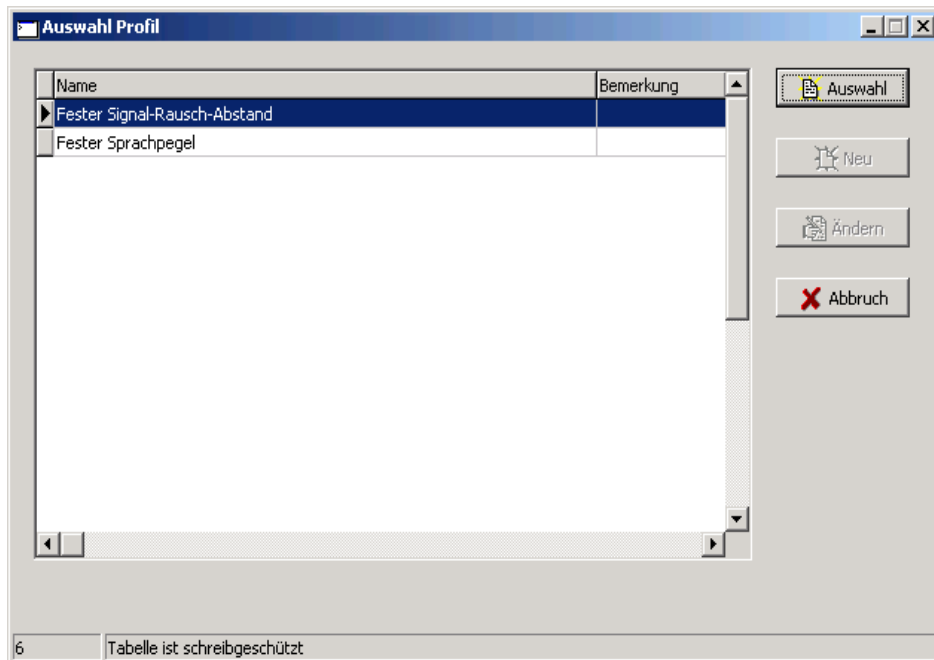 Auswahl Profil
Name Bemerkung
Fester Signal-Rausch-Abstand
Fester Sprachpegel
Auswahl
Neu
Ändern
Abbruch
6 Tabelle ist schreibgeschützt